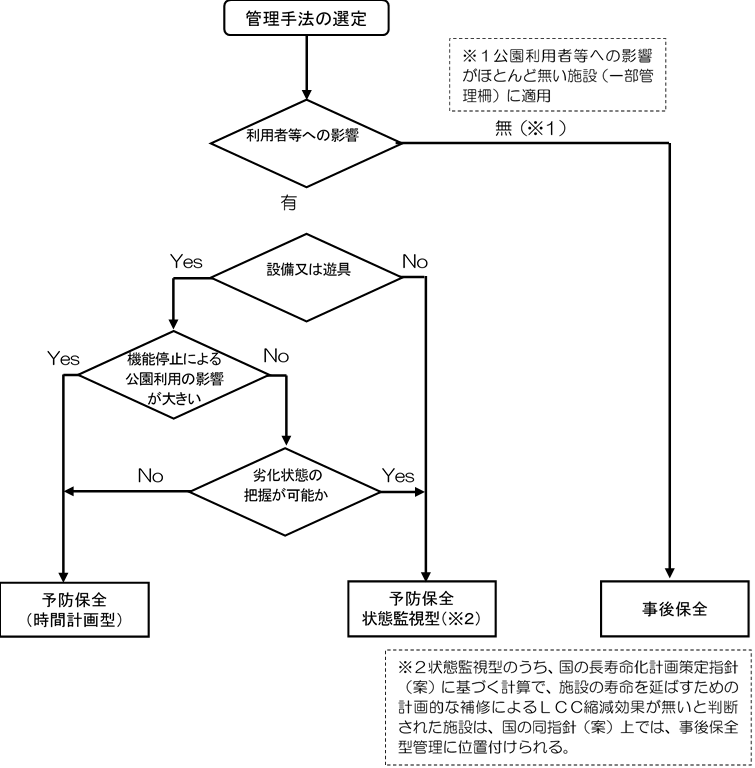 管理手法の選定
※１公園利用者等への影響
がほとんど無い施設（一部管
理柵）に適用
無（※１）
利用者等への影響
有
Yes
設備又は遊具
No
Yes
機能停止による
公園利用の影響
が大きい
No
No
劣化状態の
把握が可能か
Yes
予防保全
（時間計画型）
予防保全
状態監視型（※２）
事後保全
※２状態監視型のうち、国の長寿命化計画策定指針
（案）に基づく計算で、施設の寿命を延ばすための
計画的な補修によるＬＣＣ縮減効果が無いと判断
された施設は、国の同指針（案）上では、事後保全
型管理に位置付けられる。